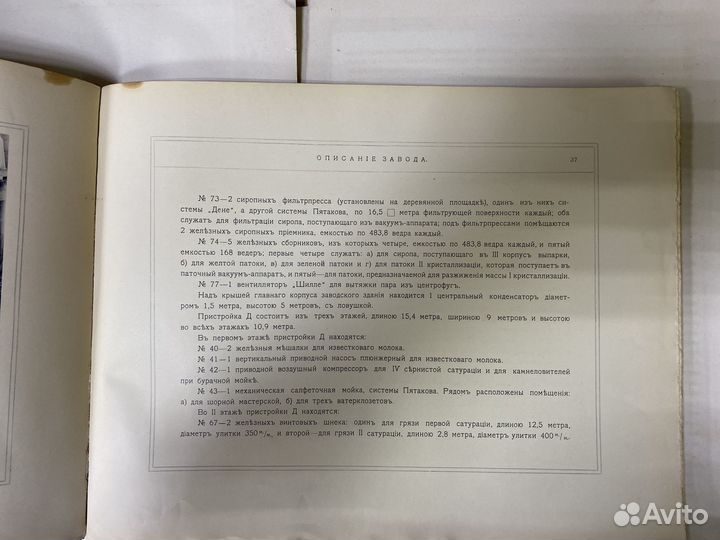 ОПИСАНІЕ ЗАВОДА. 37
№ 73—2 сиропныхъ фильтрпресса (установлены на деревянной площадкѣ), одинъ изъ нихъ си-
стемы „Дене“, а другой системы Пятакова, по 16,5 □ метра фильтрующей поверхности каждый; оба
служатъ для фильтраціи сиропа, поступающаго изъ вакуумъ-аппарата; подъ фильтрпрессами помѣщаются
2 желѣзныхъ сиропныхъ пріемника, емкостью по 483,8 ведра каждый.
№ 74—5 желѣзныхъ сборниковъ, изъ которыхъ четыре, емкостью по 483,8 ведра каждый, и пятый
емкостью 168 ведеръ; первые четыре служатъ: а) для сиропа, поступающаго въ III корпусъ выпарки,
б) для желтой патоки, в) для зеленой патоки и г) для патоки II кристаллизаціи, которая поступаетъ въ
паточный вакуумъ-аппаратъ, и пятый—для патоки, предназначаемой для разжиженія массы I кристаллизаціи.
№ 77—1 вентилляторъ „Шилле“ для вытяжки пара изъ центрофугъ.
Надъ крышей главнаго корпуса заводскаго зданія находится 1 центральный конденсаторъ діамет-
ромъ 1,5 метра, высотою 5 метровъ, съ ловушкой.
Пристройка Д состоитъ изъ трехъ этажей, длиною 15,4 метра, шириною 9 метровъ и высотою
во всѣхъ этажахъ 10,9 метра.
Въ первомъ этажѣ пристройки Д находятся:
№ 40—2 желѣзныя мѣшалки для известковаго молока.
№ 41—1 вертикальный приводной насосъ плюнжерный для известковаго молока.
№ 42—1 приводной воздушный компрессоръ для IV сѣрнистой сатураціи и для камнеловителей
при бурачной мойкѣ.
№ 43—1 механическая салфеточная мойка, системы Пятакова. Рядомъ расположены помѣщенія:
а) для шорной мастерской, б) для трехъ ватерклозетовъ.
Во II этажѣ пристройки Д находятся:
№ 67—2 желѣзныхъ винтовыхъ шнека: одинъ для грязи первой сатураціи, длиною 12,5 метра,
діаметръ улитки 350 m/m, и второй—для грязи II сатураціи, длиною 2,8 метра, діаметръ улитки 400 m/m.
Avito